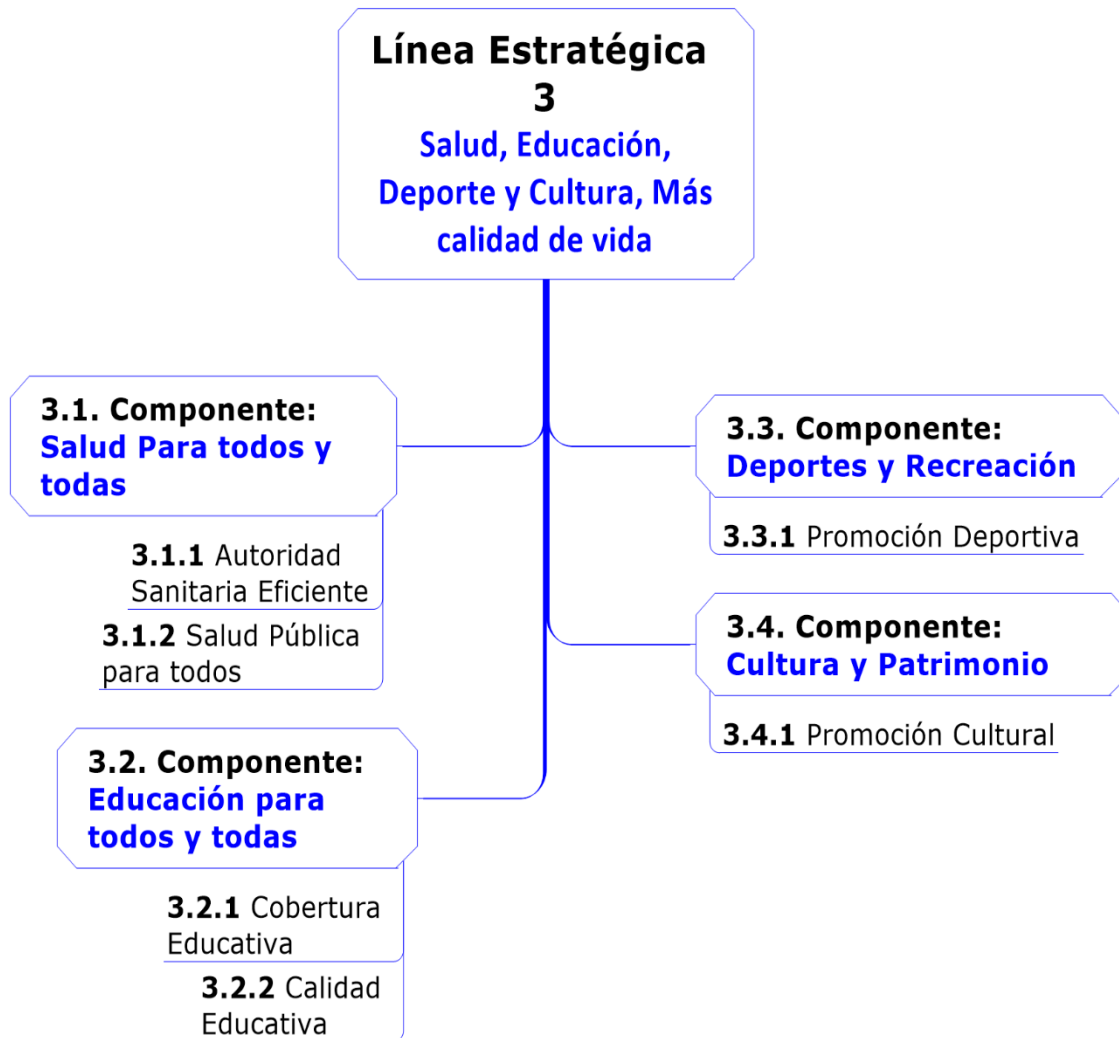 Línea Estratégica
3
Salud, Educación,
Deporte y Cultura, Más
calidad de vida
3.1. Componente:
Salud Para todos y
todas
3.1.1 Autoridad
Sanitaria Eficiente
3.1.2 Salud Pública
para todos
3.2. Componente:
Educación para
todos y todas
3.2.1 Cobertura
Educativa
3.2.2 Calidad
Educativa
3.3. Componente:
Deportes y Recreación
3.3.1 Promoción Deportiva
3.4. Componente:
Cultura y Patrimonio
3.4.1 Promoción Cultural